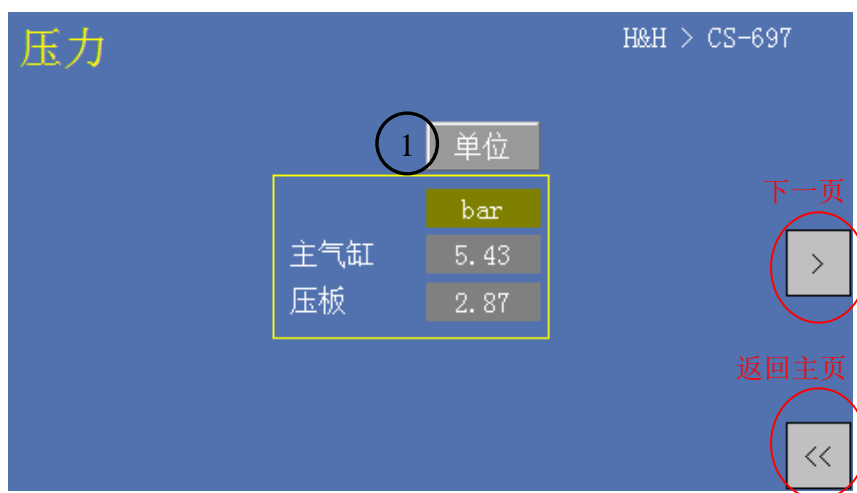 压力
H&H > CS-697
1
单位
bar
主气缸 5.43
压板 2.87
下一页
>
返回主页
<<